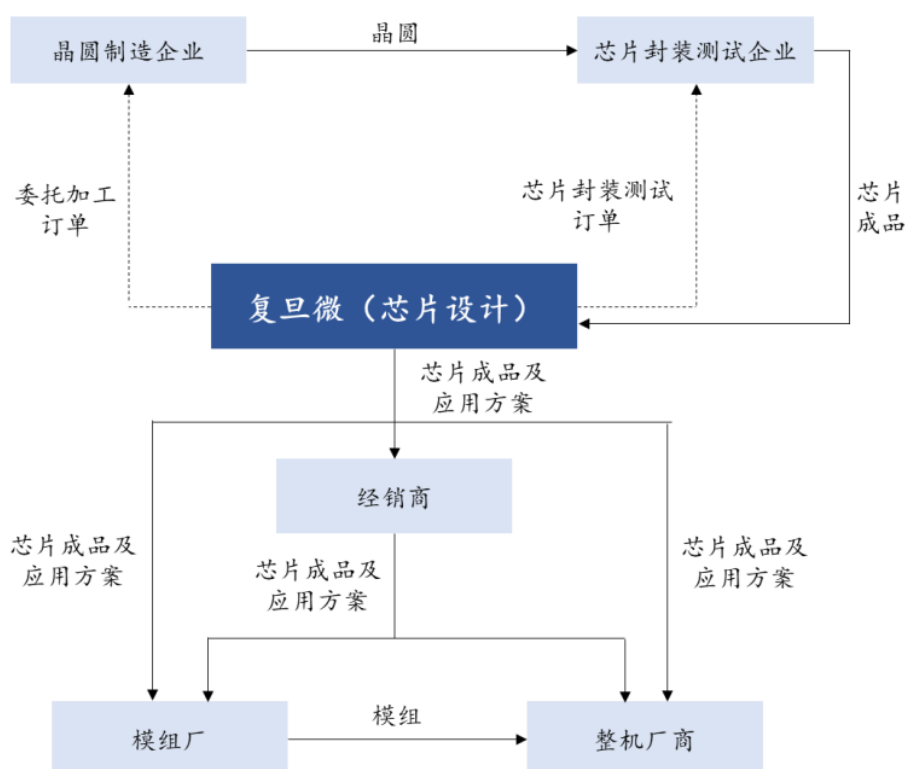 晶圆制造企业
晶圆
芯片封装测试企业
委托加工
订单
芯片封装测试
订单
芯片
成品
复旦微（芯片设计）
芯片成品及
应用方案
经销商
芯片成品及
应用方案
芯片成品及
应用方案
芯片成品及
应用方案
模组厂
模组
整机厂商